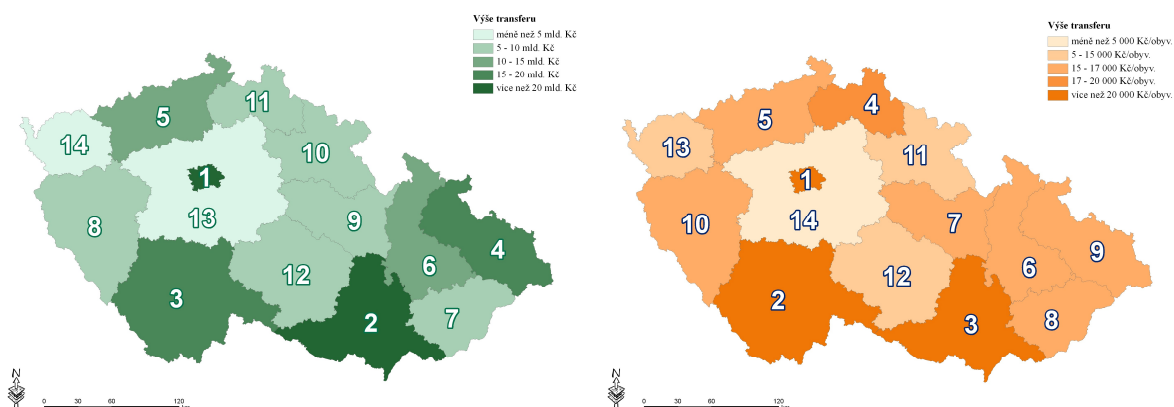 Výše transferu
méně než 5 mld. Kč
5 - 10 mld. Kč
10 - 15 mld. Kč
15 - 20 mld. Kč
více než 20 mld. Kč
11
5
14
10
1
13
8
9
4
6
12
3
2
7
N
0 30 60 120
km
Výše transferu
méně než 5 000 Kč/obyv.
5 - 15 000 Kč/obyv.
15 - 17 000 Kč/obyv.
17 - 20 000 Kč/obyv.
více než 20 000 Kč/obyv.
4
5
13
11
1
14
10
7
9
6
12
2
3
8
N
0 30 60 120
km